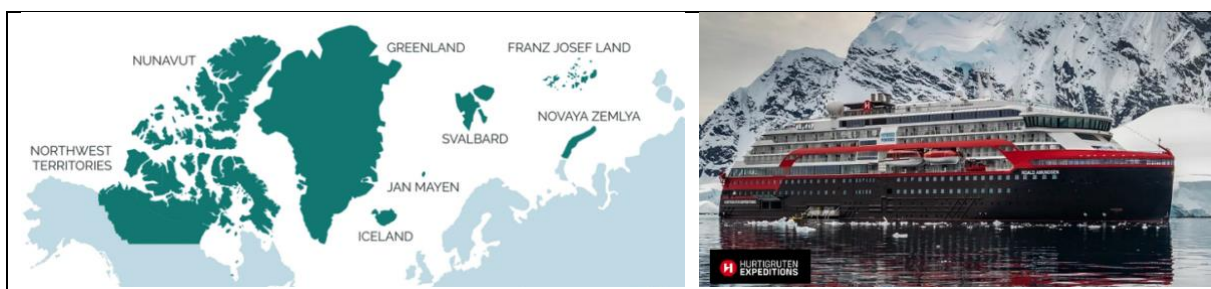 NUNAVUT
GREENLAND
FRANZ JOSEF LAND
NOVAYA ZEMLYA
SVALBARD
NORTHWEST
TERRITORIES
JAN MAYEN
ICELAND
ROALD AMUNDSEN
HURTIGRUTEN
EXPEDITIONS